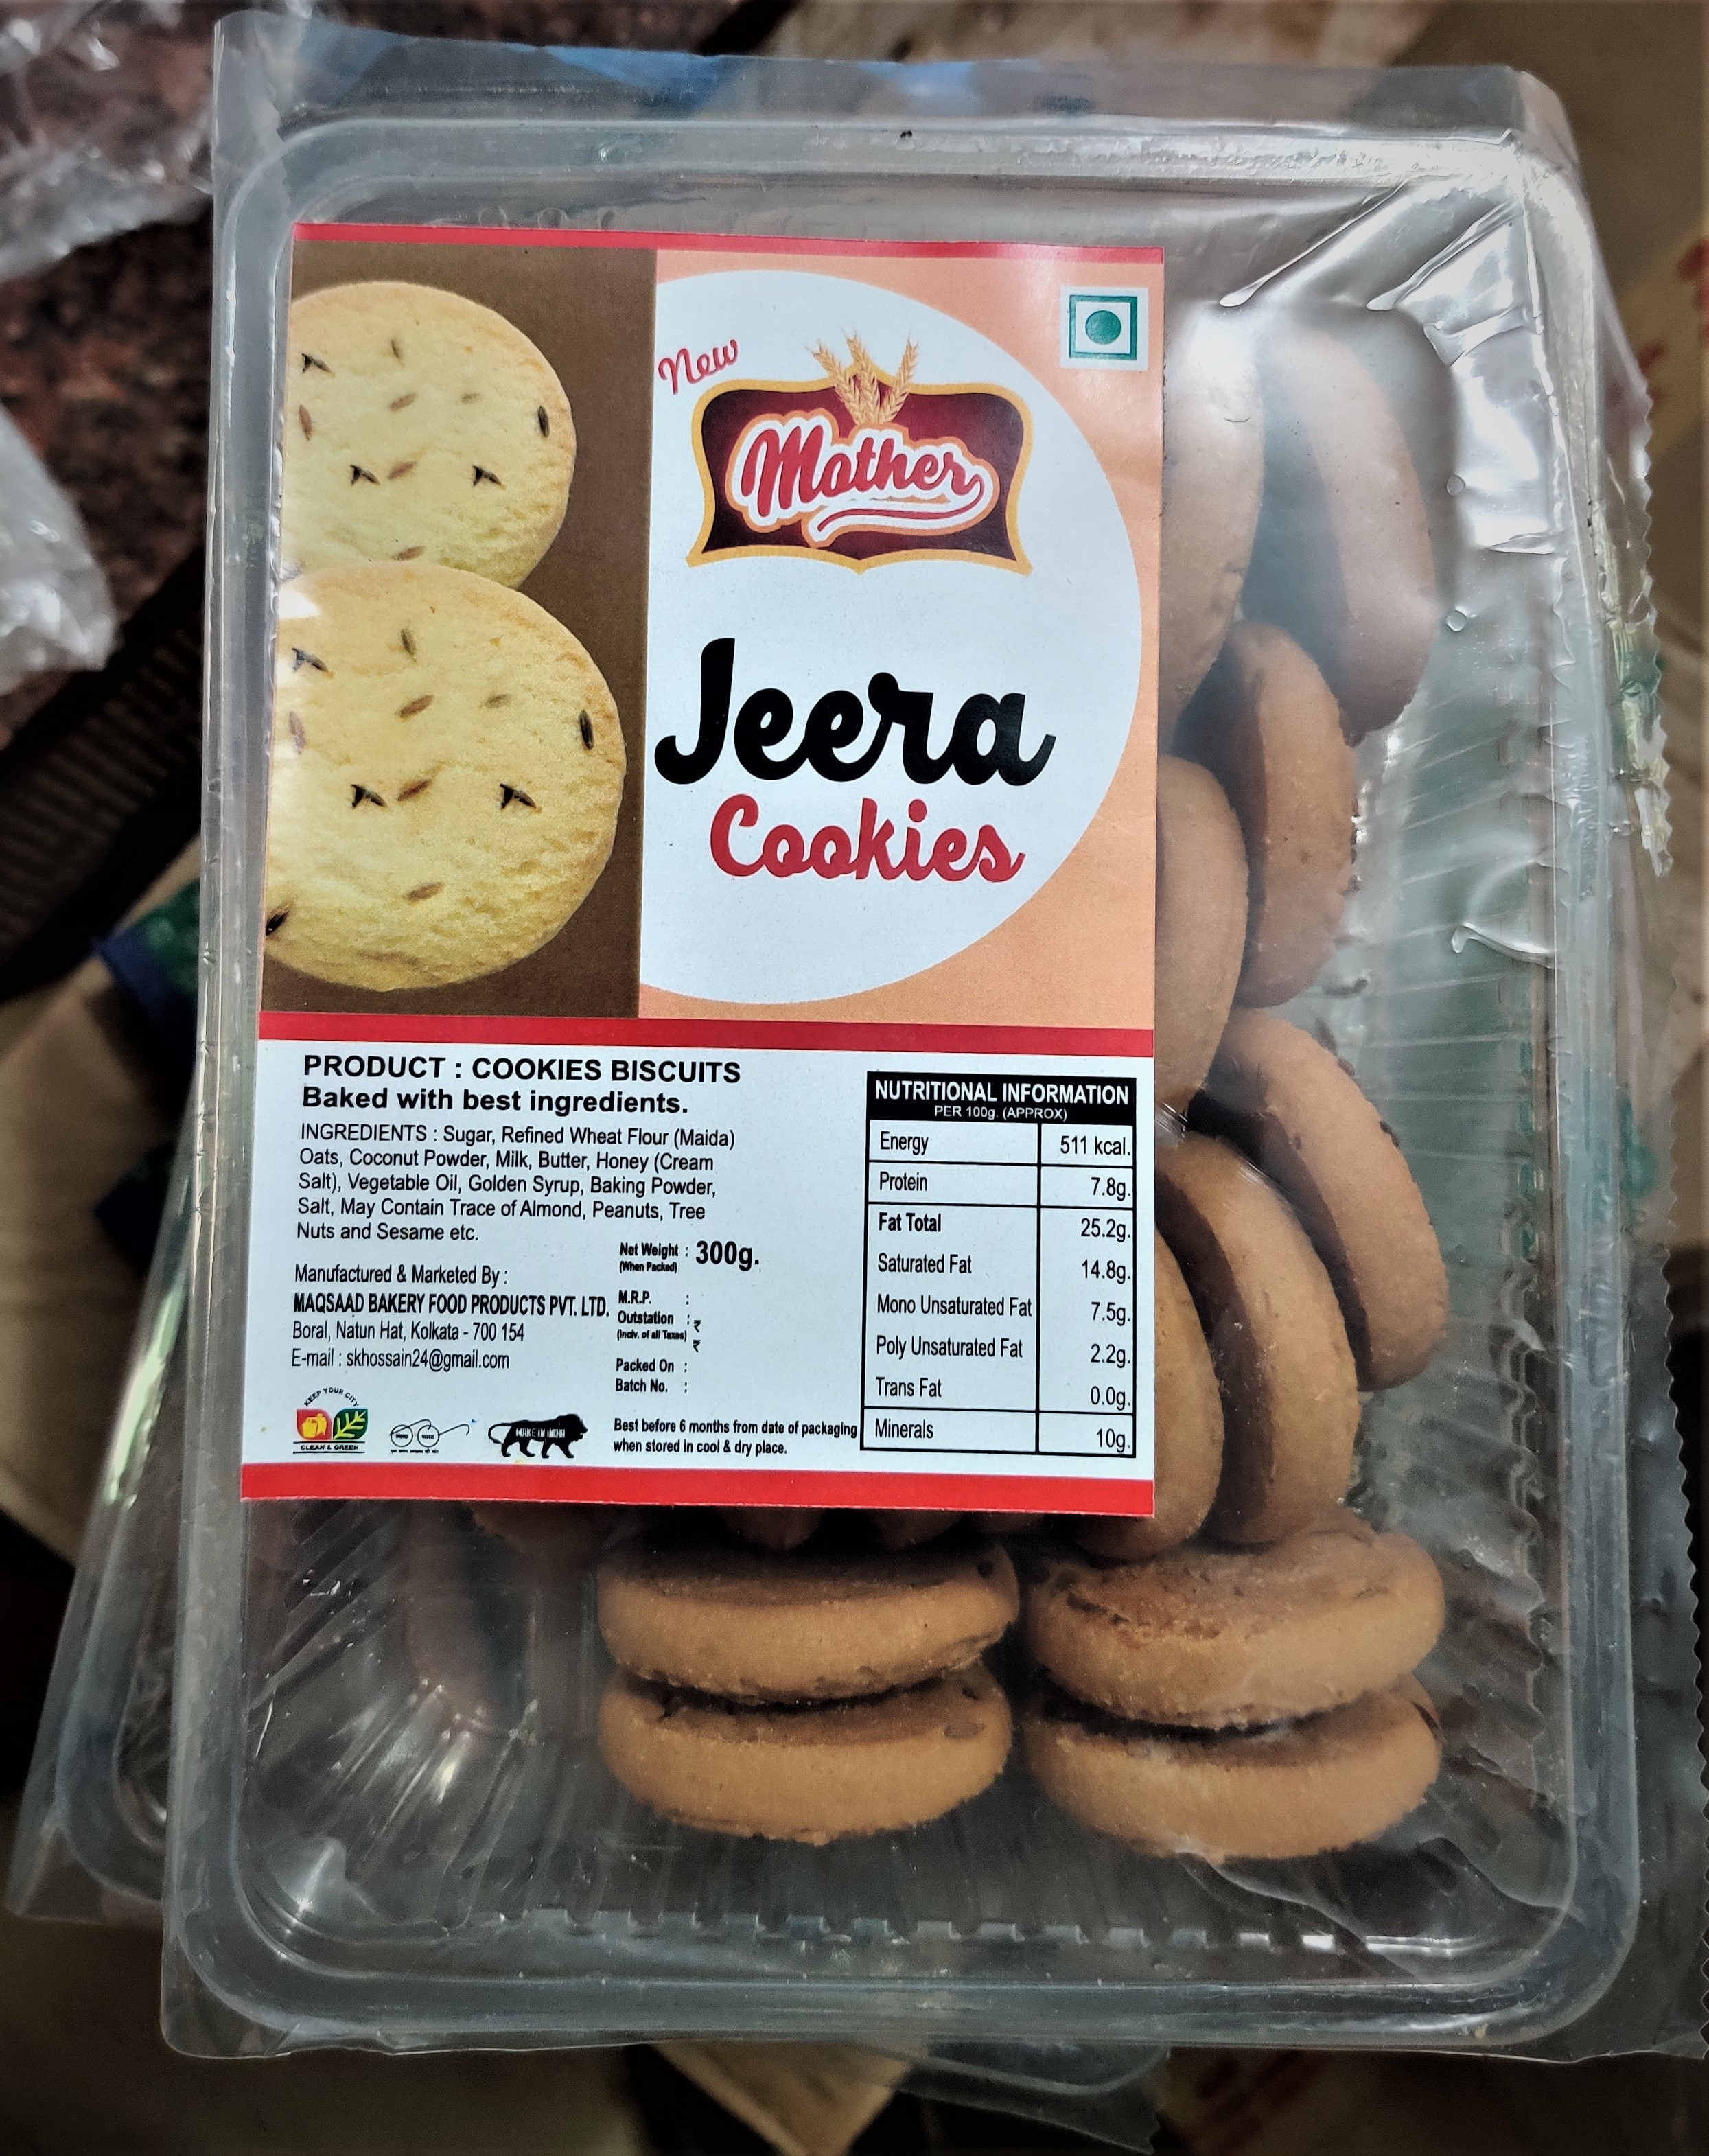 New
Mother
Jeera
Cookies
PRODUCT : COOKIES BISCUITS
Baked with best ingredients.
INGREDIENTS : Sugar, Refined Wheat Flour (Maida)
Oats, Coconut Powder, Milk, Butter, Honey (Cream
Salt), Vegetable Oil, Golden Syrup, Baking Powder,
Salt, May Contain Trace of Almond, Peanuts, Tree
Nuts and Sesame etc.
Manufactured & Marketed By :
MAQSAAD BAKERY FOOD PRODUCTS PVT. LTD.
Boral, Natun Hat, Kolkata - 700 154
E-mail : skhossain24@gmail.com
KEEP YOUR CITY
CLEAN & GREEN
MAKE IN INDIA
Net Weight : 300g.
(When Packed)
M.R.P. :
Outstation : ₹
(Inclv. of all Taxes) ₹
Packed On :
Batch No. :
Best before 6 months from date of packaging
when stored in cool & dry place.
NUTRITIONAL INFORMATION
PER 100g. (APPROX)
Energy 511 kcal.
Protein 7.8g.
Fat Total 25.2g.
Saturated Fat 14.8g.
Mono Unsaturated Fat 7.5g.
Poly Unsaturated Fat 2.2g.
Trans Fat 0.0g.
Minerals 10g.